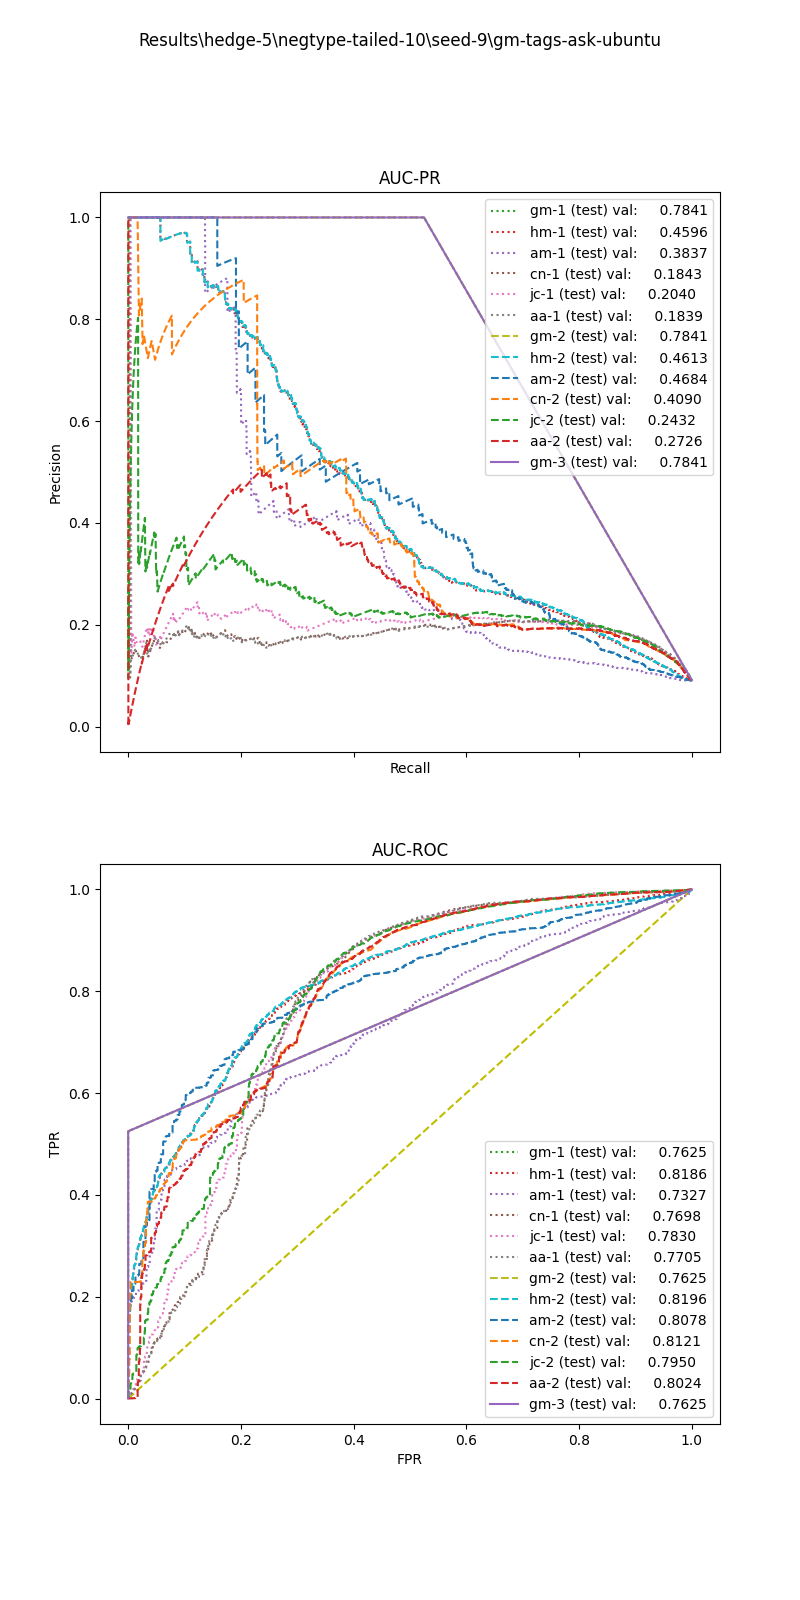 Results\hedge-5\negtype-tailed-10\seed-9\gm-tags-ask-ubuntu
AUC-PR
1.0
0.8
0.6
0.4
0.2
0.0
Precision
Recall
gm-1 (test) val: 0.7841
hm-1 (test) val: 0.4596
am-1 (test) val: 0.3837
cn-1 (test) val: 0.1843
jc-1 (test) val: 0.2040
aa-1 (test) val: 0.1839
gm-2 (test) val: 0.7841
hm-2 (test) val: 0.4613
am-2 (test) val: 0.4684
cn-2 (test) val: 0.4090
jc-2 (test) val: 0.2432
aa-2 (test) val: 0.2726
gm-3 (test) val: 0.7841
AUC-ROC
1.0
0.8
0.6
0.4
0.2
0.0
TPR
gm-1 (test) val: 0.7625
hm-1 (test) val: 0.8186
am-1 (test) val: 0.7327
cn-1 (test) val: 0.7698
jc-1 (test) val: 0.7830
aa-1 (test) val: 0.7705
gm-2 (test) val: 0.7625
hm-2 (test) val: 0.8196
am-2 (test) val: 0.8078
cn-2 (test) val: 0.8121
jc-2 (test) val: 0.7950
aa-2 (test) val: 0.8024
gm-3 (test) val: 0.7625
0.0 0.2 0.4 0.6 0.8 1.0
FPR